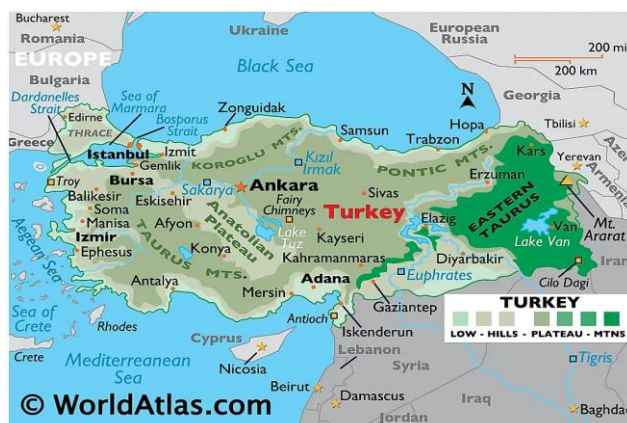 Bucharest
Romania
EUROPE
Bulgaria
Ukraine
European
Russia
200 mi
200 km
Black Sea
N
Georgia
Tbilisi
Azer
Yerevan
Armenia
Dardanelles
Strait
Sea of
Marmara
Bosporus
Strait
Zonguidak
Edirne
THRACE
Greece
Istanbul
Izmit
Gemlik
Bursa
Troy
KOROGLU MTS.
Samsun
Trabzon
Hopa
Kars
PONTIC MTS.
Kızıl
Irmak
Sakarya
Ankara
Sivas
Erzuman
Balikesir
Soma
Manisa
Izmir
Ephesus
Eskisehir
Afyon
Fairy
Chimneys
Turkey
Elazig
EASTERN
TAURUS
Mt.
Ararat
Van
Lake Van
Anatolian
Plateau
Lake
Tuz
Kayseri
Konya
TAURUS MTS.
Kahramanmaras
Diyarbakir
Iran
Cilo Dagi
Aegean Sea
Antalya
Mersin
Adana
Euphrates
Gaziantep
Antioch
Iskenderun
Sea of
Crete
Rhodes
Crete
Cyprus
Nicosia
Mediterranean
Sea
Lebanon
Syria
Beirut
Damascus
Jordan
Iraq
Tigris
Baghdad
TURKEY
LOW - HILLS - PLATEAU - MTNS
© WorldAtlas.com